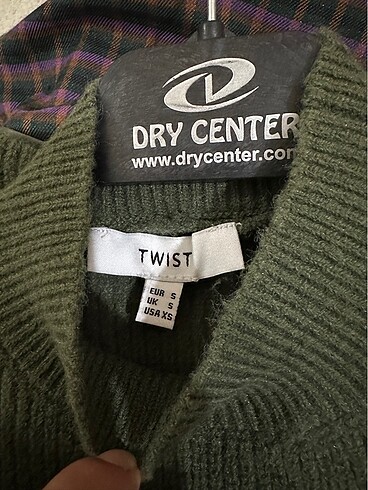 DRY CENTER
www.drycenter.com
TWIST
EUR S
UK S
USA XS